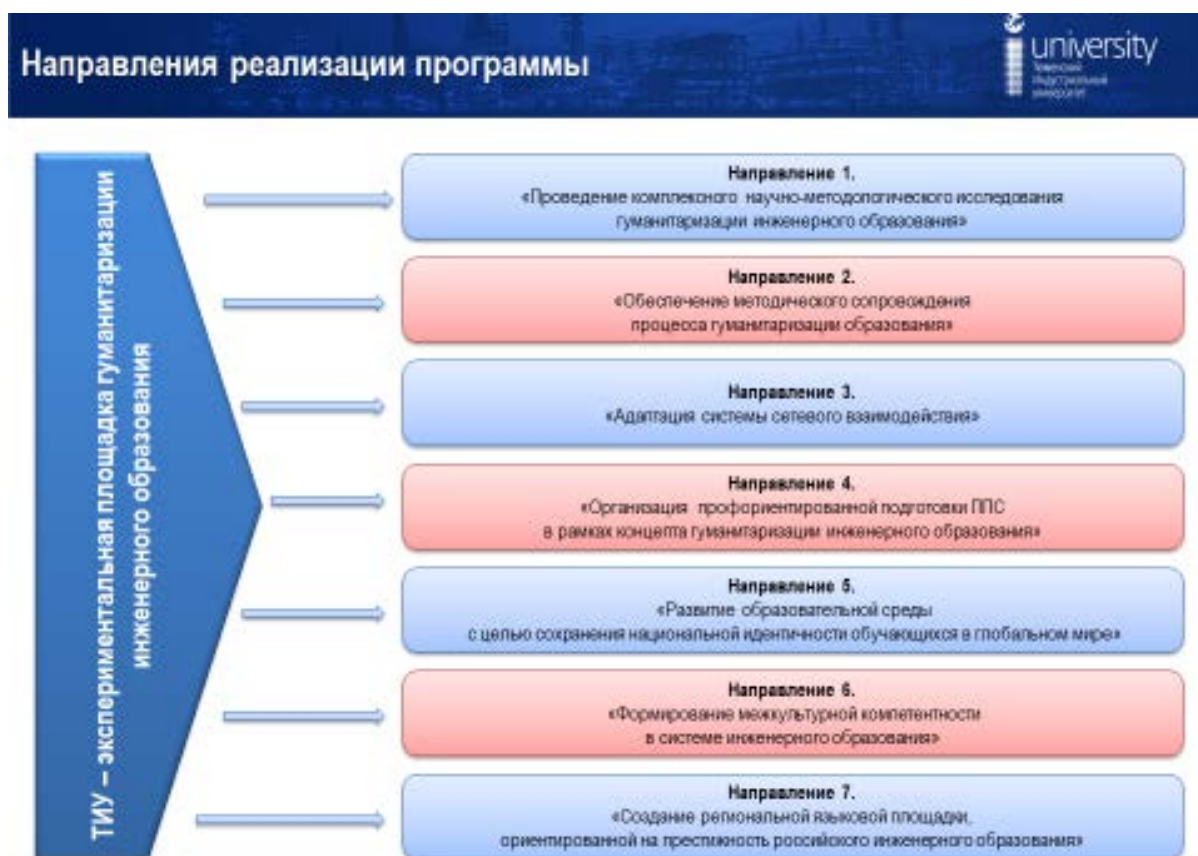 Направления реализации программы
university
Тюменский
индустриальный
университет
ТИУ – экспериментальная площадка гуманитаризации
инженерного образования
Направление 1.
«Проведение комплексного научно-методологического исследования
гуманитаризации инженерного образования»
Направление 2.
«Обеспечение методического сопровождения
процесса гуманитаризации образования»
Направление 3.
«Адаптация системы сетевого взаимодействия»
Направление 4.
«Организация профориентированной подготовки ППС
в рамках концепта гуманитаризации инженерного образования»
Направление 5.
«Развитие образовательной среды
с целью сохранения национальной идентичности обучающихся в глобальном мире»
Направление 6.
«Формирование межкультурной компетентности
в системе инженерного образования»
Направление 7.
«Создание региональной языковой площадки,
ориентированной на престижность российского инженерного образования»